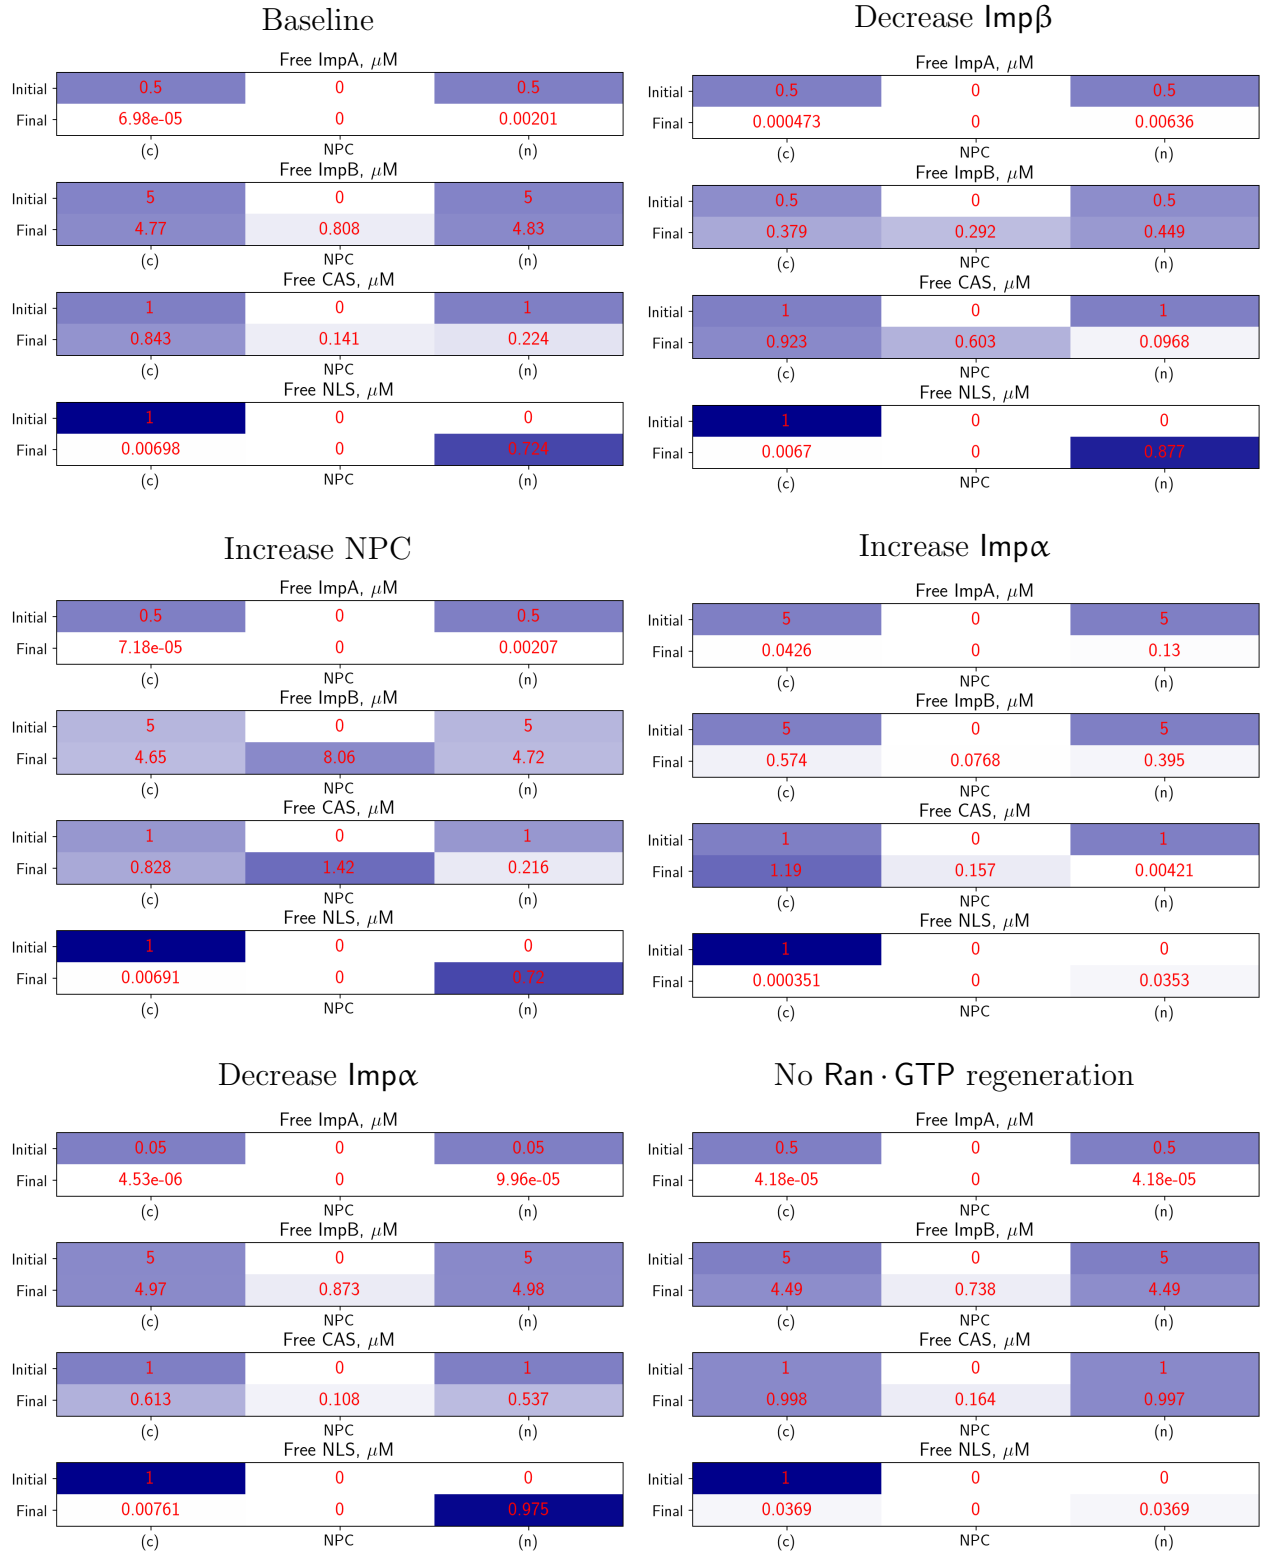 Baseline
Free ImpA, μM
Initial 0.5 0 0.5
Final 6.98e-05 0 0.00201
(c) NPC (n)
Free ImpB, μM
Initial 5 0 5
Final 4.77 0.808 4.83
(c) NPC (n)
Free CAS, μM
Initial 1 0 1
Final 0.843 0.141 0.224
(c) NPC (n)
Free NLS, μM
Initial 1 0 0
Final 0.00698 0 0.724
(c) NPC (n)
Decrease Impβ
Free ImpA, μM
Initial 0.5 0 0.5
Final 0.000473 0 0.00636
(c) NPC (n)
Free ImpB, μM
Initial 0.5 0 0.5
Final 0.379 0.292 0.449
(c) NPC (n)
Free CAS, μM
Initial 1 0 1
Final 0.923 0.603 0.0968
(c) NPC (n)
Free NLS, μM
Initial 1 0 0
Final 0.0067 0 0.877
(c) NPC (n)
Increase NPC
Free ImpA, μM
Initial 0.5 0 0.5
Final 7.18e-05 0 0.00207
(c) NPC (n)
Free ImpB, μM
Initial 5 0 5
Final 4.65 8.06 4.72
(c) NPC (n)
Free CAS, μM
Initial 1 0 1
Final 0.828 1.42 0.216
(c) NPC (n)
Free NLS, μM
Initial 1 0 0
Final 0.00691 0 0.72
(c) NPC (n)
Increase Impα
Free ImpA, μM
Initial 5 0 5
Final 0.0426 0 0.13
(c) NPC (n)
Free ImpB, μM
Initial 5 0 5
Final 0.574 0.0768 0.395
(c) NPC (n)
Free CAS, μM
Initial 1 0 1
Final 1.19 0.157 0.00421
(c) NPC (n)
Free NLS, μM
Initial 1 0 0
Final 0.000351 0 0.0353
(c) NPC (n)
Decrease Impα
Free ImpA, μM
Initial 0.05 0 0.05
Final 4.53e-06 0 9.96e-05
(c) NPC (n)
Free ImpB, μM
Initial 5 0 5
Final 4.97 0.873 4.98
(c) NPC (n)
Free CAS, μM
Initial 1 0 1
Final 0.613 0.108 0.537
(c) NPC (n)
Free NLS, μM
Initial 1 0 0
Final 0.00761 0 0.975
(c) NPC (n)
No Ran · GTP regeneration
Free ImpA, μM
Initial 0.5 0 0.5
Final 4.18e-05 0 4.18e-05
(c) NPC (n)
Free ImpB, μM
Initial 5 0 5
Final 4.49 0.738 4.49
(c) NPC (n)
Free CAS, μM
Initial 1 0 1
Final 0.998 0.164 0.997
(c) NPC (n)
Free NLS, μM
Initial 1 0 0
Final 0.0369 0 0.0369
(c) NPC (n)